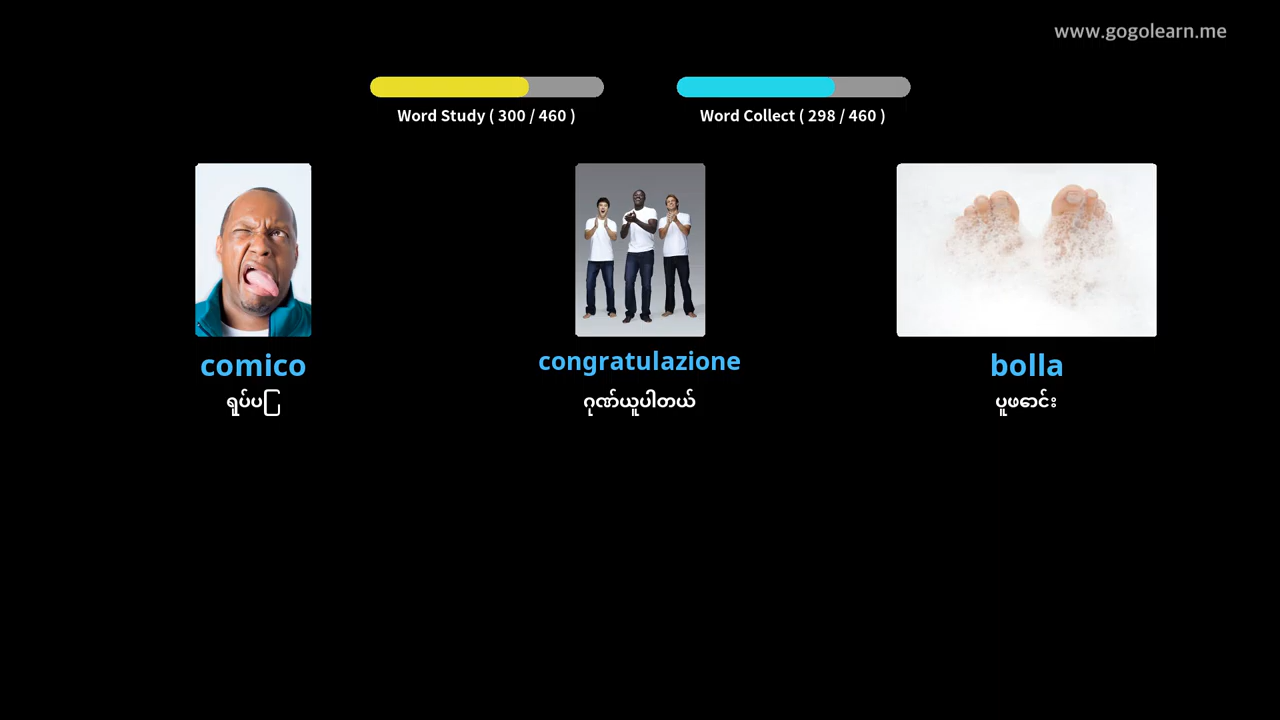 www.gogolearn.me
Word Study ( 300 / 460 )
Word Collect ( 298 / 460 )
comico
congratulazione
bolla
ရုပ်ပြ
ဂုဏ်ယူပါတယ်
ပူဖောင်း